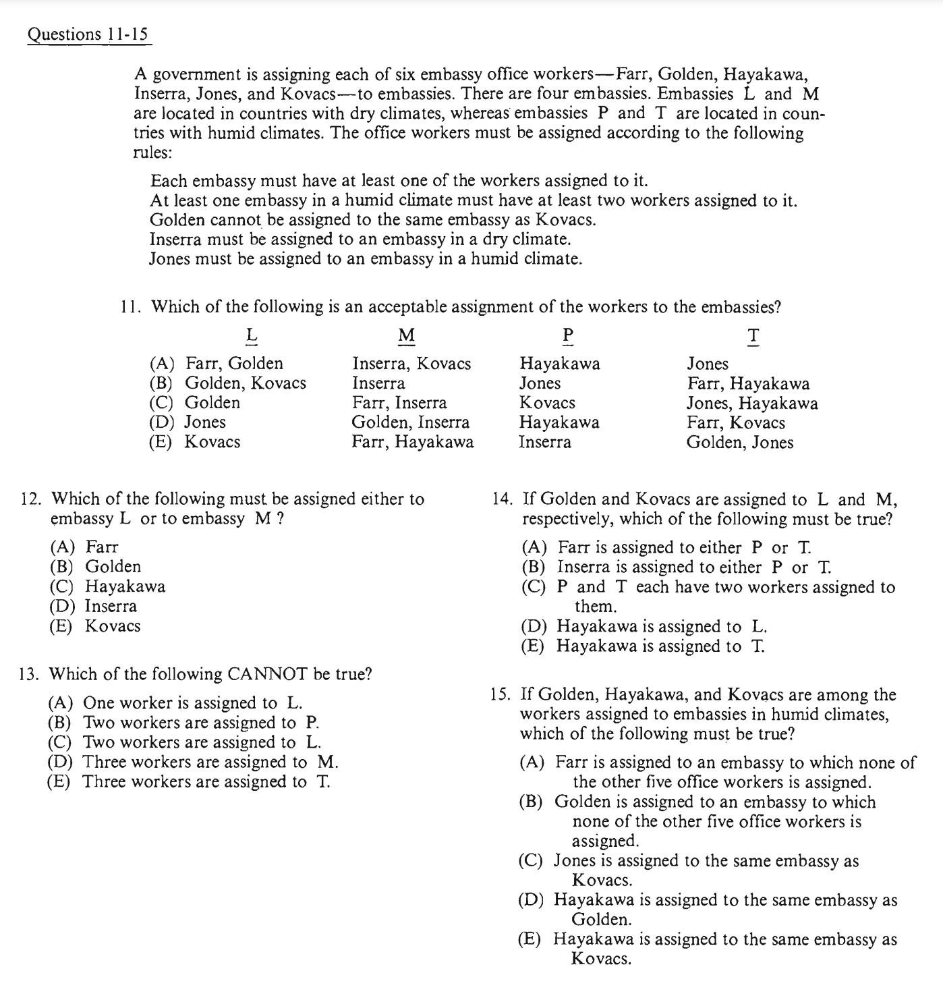 Questions 11-15
A government is assigning each of six embassy office workers—Farr, Golden, Hayakawa,
Inserra, Jones, and Kovacs—to embassies. There are four embassies. Embassies L and M
are located in countries with dry climates, whereas embassies P and T are located in coun-
tries with humid climates. The office workers must be assigned according to the following
rules:
Each embassy must have at least one of the workers assigned to it.
At least one embassy in a humid climate must have at least two workers assigned to it.
Golden cannot be assigned to the same embassy as Kovacs.
Inserra must be assigned to an embassy in a dry climate.
Jones must be assigned to an embassy in a humid climate.
11. Which of the following is an acceptable assignment of the workers to the embassies?
L M P T
(A) Farr, Golden Inserra, Kovacs Hayakawa Jones
(B) Golden, Kovacs Inserra Jones Farr, Hayakawa
(C) Golden Farr, Inserra Kovacs Jones, Hayakawa
(D) Jones Golden, Inserra Hayakawa Farr, Kovacs
(E) Kovacs Farr, Hayakawa Inserra Golden, Jones
12. Which of the following must be assigned either to
embassy L or to embassy M ?
(A) Farr
(B) Golden
(C) Hayakawa
(D) Inserra
(E) Kovacs
13. Which of the following CANNOT be true?
(A) One worker is assigned to L.
(B) Two workers are assigned to P.
(C) Two workers are assigned to L.
(D) Three workers are assigned to M.
(E) Three workers are assigned to T.
14. If Golden and Kovacs are assigned to L and M,
respectively, which of the following must be true?
(A) Farr is assigned to either P or T.
(B) Inserra is assigned to either P or T.
(C) P and T each have two workers assigned to
them.
(D) Hayakawa is assigned to L.
(E) Hayakawa is assigned to T.
15. If Golden, Hayakawa, and Kovacs are among the
workers assigned to embassies in humid climates,
which of the following must be true?
(A) Farr is assigned to an embassy to which none of
the other five office workers is assigned.
(B) Golden is assigned to an embassy to which
none of the other five office workers is
assigned.
(C) Jones is assigned to the same embassy as
Kovacs.
(D) Hayakawa is assigned to the same embassy as
Golden.
(E) Hayakawa is assigned to the same embassy as
Kovacs.